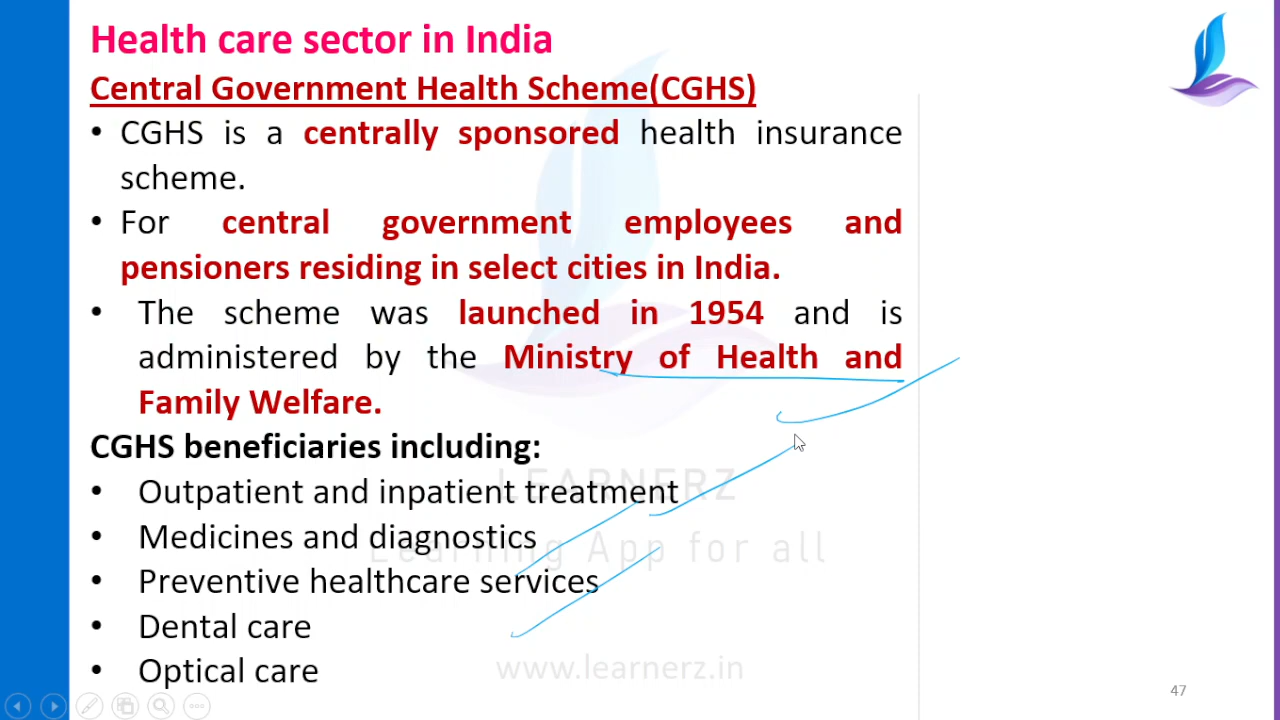 Health care sector in India
Central Government Health Scheme(CGHS)
• CGHS is a centrally sponsored health insurance
scheme.
• For central government employees and
pensioners residing in select cities in India.
• The scheme was launched in 1954 and is
administered by the Ministry of Health and
Family Welfare.
CGHS beneficiaries including:
• Outpatient and inpatient treatment
• Medicines and diagnostics
• Preventive healthcare services
• Dental care
• Optical care
LEARNERZ
Learning App for all
www.learnerz.in
47